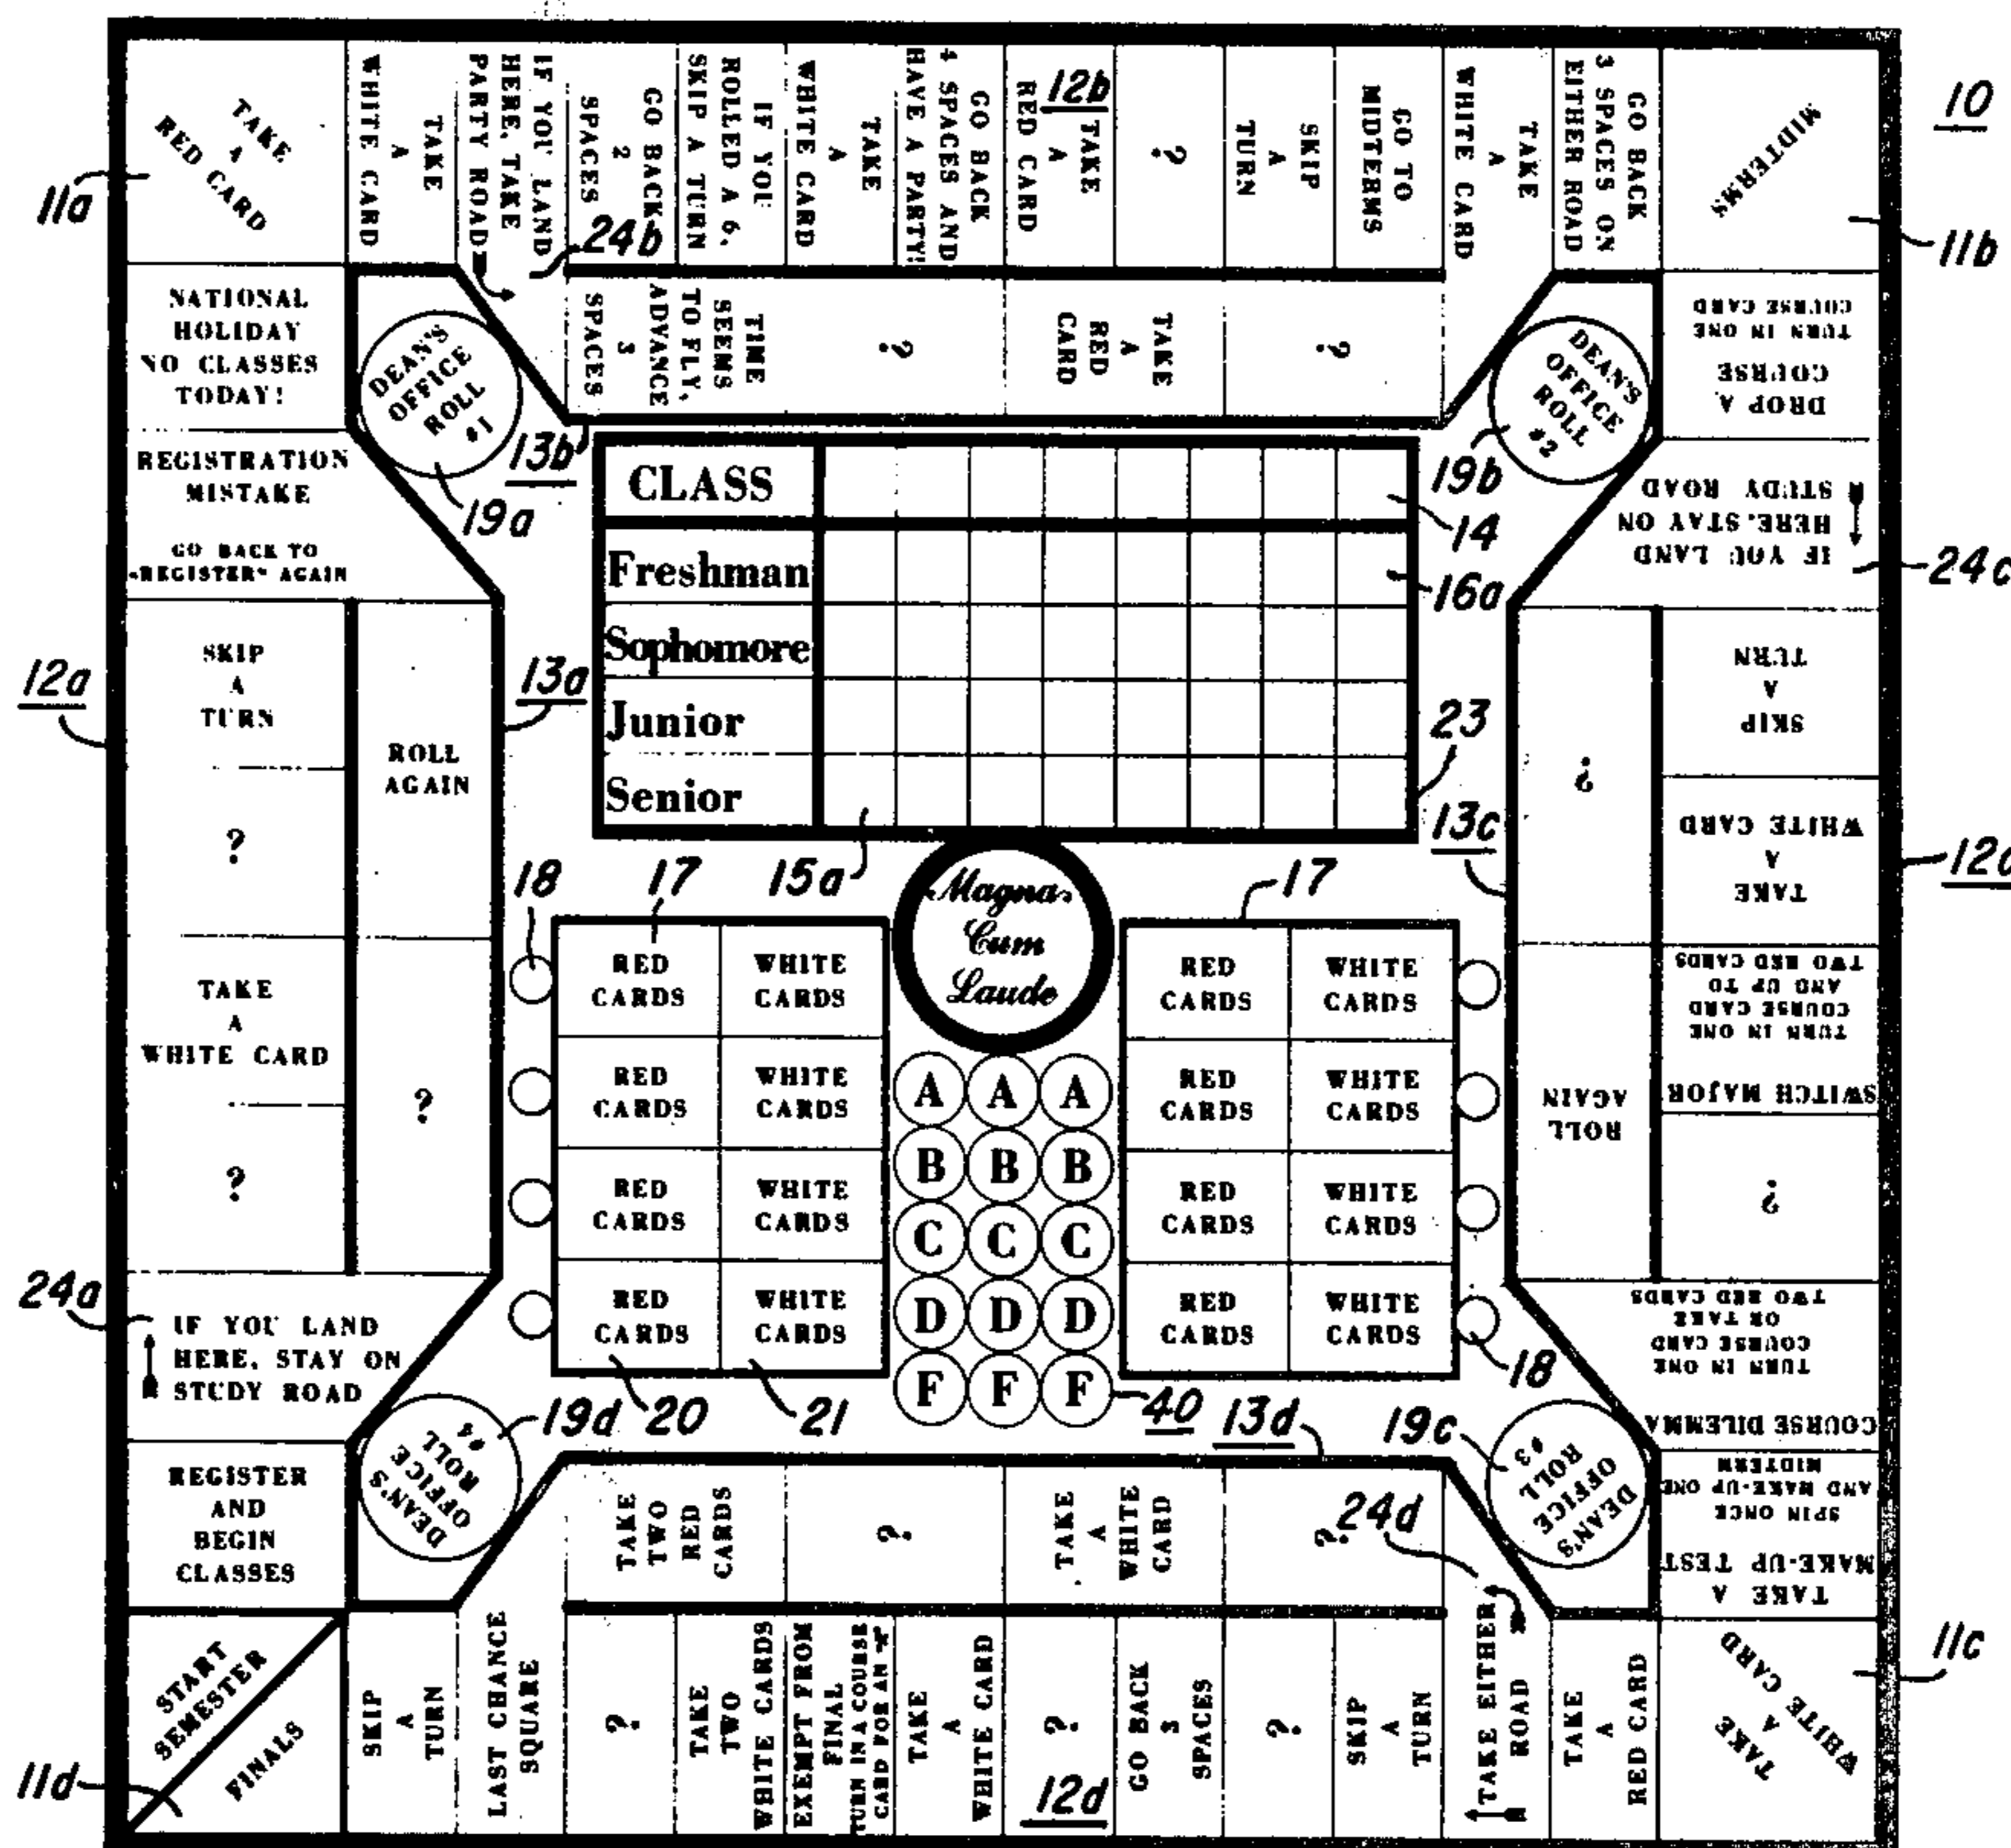 10
TAKE
A
RED CARD
11a
TAKE
A
WHITE CARD
IF YOU LAND
HERE, TAKE
PARTY ROAD
24b
GO BACK
2
SPACES
IF YOU
ROLLED A 6,
SKIP A TURN
TAKE
A
WHITE CARD
GO BACK
4 SPACES AND
HAVE A PARTY!
12b
TAKE
A
RED CARD
?
SKIP
A
TURN
GO TO
MIDTERMS
TAKE
A
WHITE CARD
GO BACK
3 SPACES ON
EITHER ROAD
MIDTERMS
11b
TIME
SEEMS
TO FLY,
ADVANCE
3
SPACES
?
TAKE
A
RED
CARD
?
13b
DEAN'S
OFFICE
ROLL
#1
19a
DEAN'S
OFFICE
ROLL
#2
19b
NATIONAL
HOLIDAY
NO CLASSES
TODAY!
REGISTRATION
MISTAKE
GO BACK TO
"REGISTER" AGAIN
12a
SKIP
A
TURN
?
TAKE
A
WHITE CARD
?
24a
IF YOU LAND
HERE, STAY ON
STUDY ROAD
REGISTER
AND
BEGIN
CLASSES
ROLL
AGAIN
?
13a
CLASS
14
Freshman
16a
Sophomore
Junior
23
Senior
15a
Magna
Cum
Laude
18
17
17
RED
CARDS
WHITE
CARDS
RED
CARDS
WHITE
CARDS
RED
CARDS
WHITE
CARDS
RED
CARDS
WHITE
CARDS
RED
CARDS
WHITE
CARDS
RED
CARDS
WHITE
CARDS
RED
CARDS
WHITE
CARDS
RED
CARDS
WHITE
CARDS
A A A
B B B
C C C
D D D
F F F
20
21
40
18
13c
?
ROLL
AGAIN
DROP A
COURSE
TURN IN ONE
COURSE CARD
IF YOU LAND
HERE, STAY ON
STUDY ROAD
24c
SKIP
A
TURN
TAKE
A
WHITE CARD
12c
SWITCH MAJOR
TURN IN ONE
COURSE CARD
AND UP TO
TWO RED CARDS
?
COURSE DILEMMA
TURN IN ONE
COURSE CARD
OR TAKE
TWO RED CARDS
TAKE A
MAKE-UP TEST
SPIN ONCE
AND MAKE-UP ONE
MIDTERM
DEAN'S
OFFICE
ROLL
#4
19d
DEAN'S
OFFICE
ROLL
#3
19c
13d
TAKE
TWO
RED
CARDS
?
TAKE
A
WHITE
CARD
?
24d
START
SEMESTER
FINALS
11d
SKIP
A
TURN
LAST CHANCE
SQUARE
?
TAKE
TWO
WHITE CARDS
EXEMPT FROM
FINAL
TURN IN A COURSE
CARD FOR AN "A"
TAKE
A
WHITE CARD
?
12d
GO BACK
3
SPACES
?
SKIP
A
TURN
TAKE EITHER
ROAD
TAKE
A
RED CARD
TAKE
A
WHITE CARD
11c